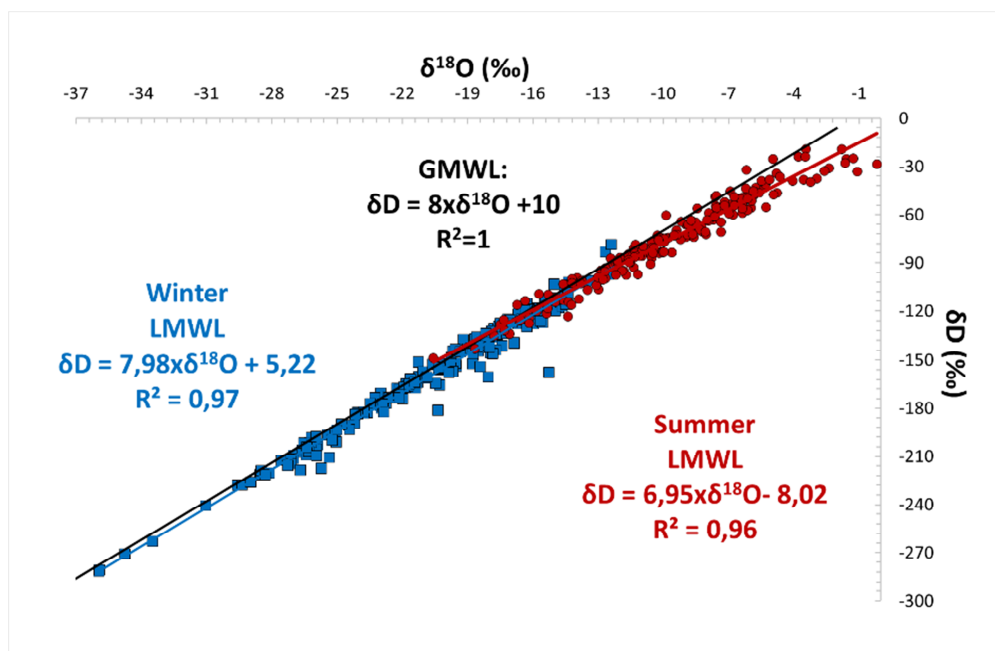 δ¹⁸O (‰)
-37 -34 -31 -28 -25 -22 -19 -16 -13 -10 -7 -4 -1
0
-30
-60
-90
-120
-150
-180
-210
-240
-270
-300
δD (‰)
GMWL:
δD = 8xδ¹⁸O +10
R²=1
Winter
LMWL
δD = 7,98xδ¹⁸O + 5,22
R² = 0,97
Summer
LMWL
δD = 6,95xδ¹⁸O- 8,02
R² = 0,96